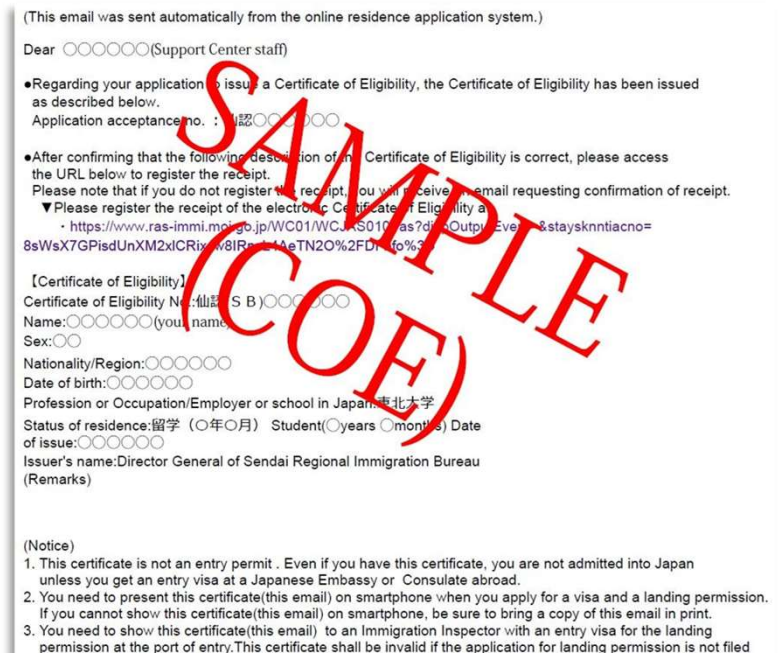 (This email was sent automatically from the online residence application system.)
Dear ○○○○○○(Support Center staff)
●Regarding your application to issue a Certificate of Eligibility, the Certificate of Eligibility has been issued
as described below.
Application acceptance no. : 仙認○○○○○○
●After confirming that the following description of the Certificate of Eligibility is correct, please access
the URL below to register the receipt.
Please note that if you do not register the receipt, you will receive an email requesting confirmation of receipt.
▼Please register the receipt of the electronic Certificate of Eligibility at
・https://www.ras-immi.moj.go.jp/WC01/
【Certificate of Eligibility】
Certificate of Eligibility No.:仙認(ＳＢ)○○○○○○
Name:○○○○○○(your name)
Sex:○○
Nationality/Region:○○○○○○
Date of birth:○○○○○○
Profession or Occupation/Employer or school in Japan:東北大学
Status of residence:留学（○年○月）Student(○years ○months) Date
of issue:○○○○○○
Issuer's name:Director General of Sendai Regional Immigration Bureau
(Remarks)
SAMPLE
(COE)
(Notice)
1. This certificate is not an entry permit . Even if you have this certificate, you are not admitted into Japan
unless you get an entry visa at a Japanese Embassy or Consulate abroad.
2. You need to present this certificate(this email) on smartphone when you apply for a visa and a landing permission.
If you cannot show this certificate(this email) on smartphone, be sure to bring a copy of this email in print.
3. You need to show this certificate(this email) to an Immigration Inspector with an entry visa for the landing
permission at the port of entry.This certificate shall be invalid if the application for landing permission is not filed